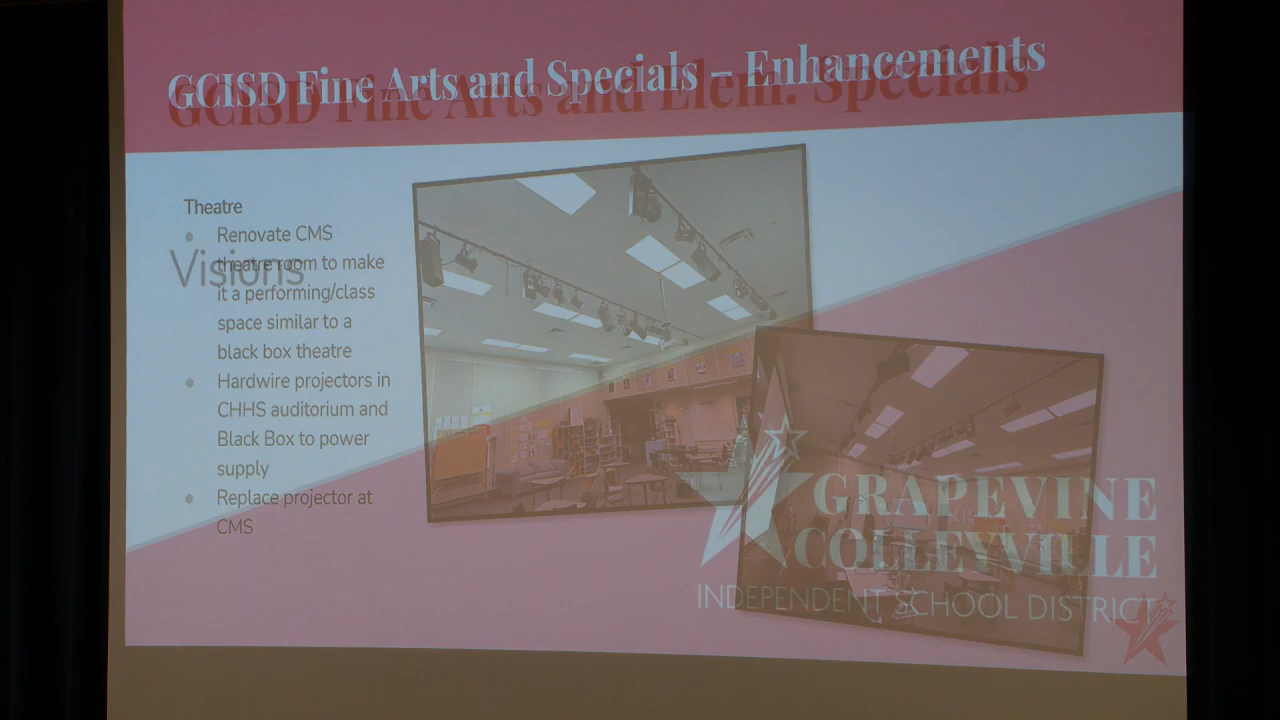 GCISD Fine Arts and Specials – Enhancements
GCISD Fine Arts and Elem. Specials
Theatre
Renovate CMS
theatre room to make
it a performing/class
space similar to a
black box theatre
Hardwire projectors in
CHHS auditorium and
Black Box to power
supply
Replace projector at
CMS
Visions
GRAPEVINE
COLLEYVILLE
INDEPENDENT SCHOOL DISTRICT